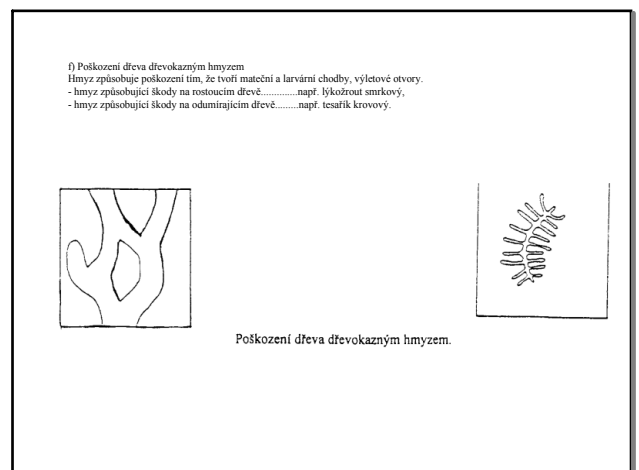 f) Poškození dřeva dřevokazným hmyzem
Hmyz způsobuje poškození tím, že tvoří mateční a larvární chodby, výletové otvory.
- hmyz způsobující škody na rostoucím dřevě..............např. lýkožrout smrkový,
- hmyz způsobující škody na odumírajícím dřevě.........např. tesařík krovový.
Poškození dřeva dřevokazným hmyzem.